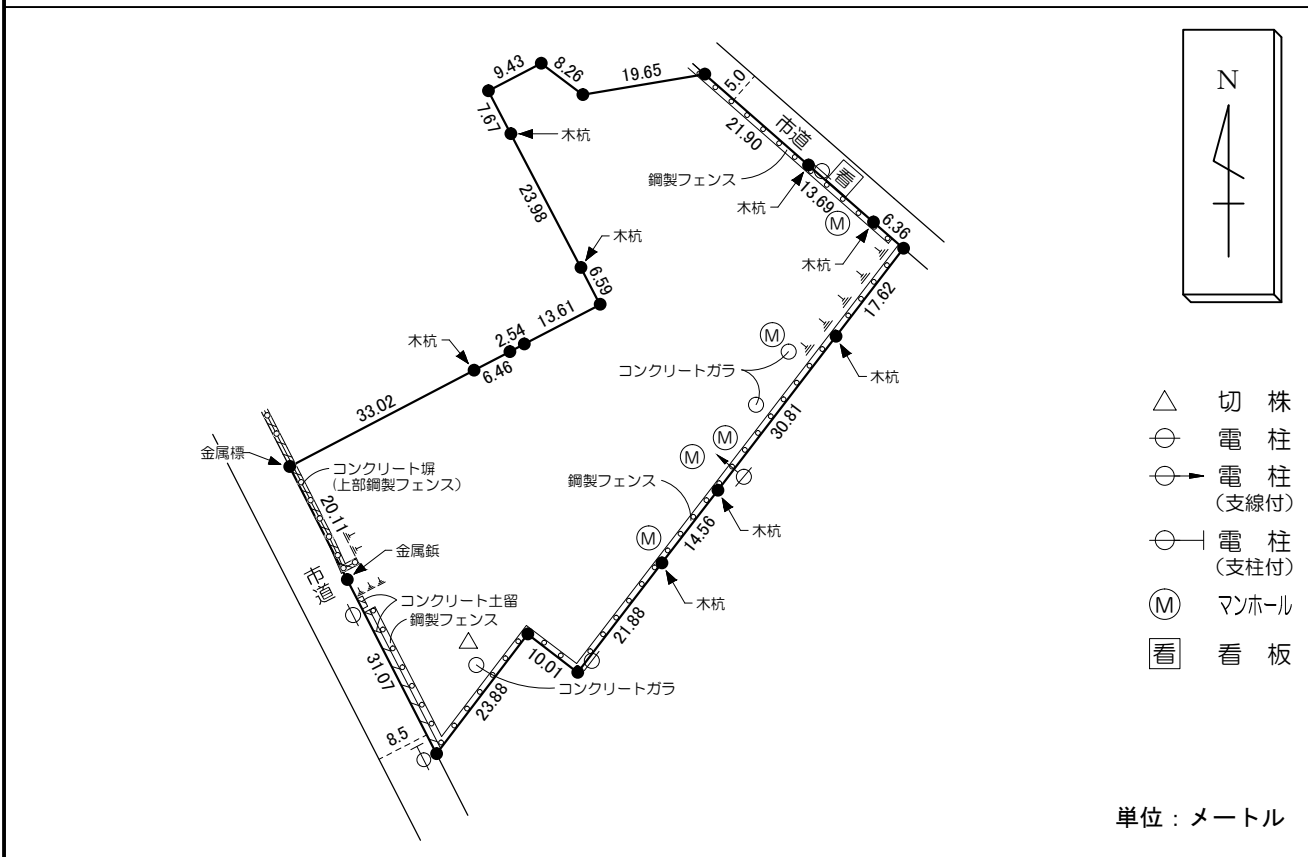 9.43
8.26
19.65
5.0
7.67
木杭
21.90
市道
看
鋼製フェンス
13.69
木杭
M
6.36
23.98
木杭
木杭
6.59
17.62
13.61
2.54
木杭
6.46
M
コンクリートガラ
木杭
30.81
33.02
金属標
コンクリート塀
(上部鋼製フェンス)
20.11
M
M
鋼製フェンス
14.56
木杭
M
金属鋲
市道
コンクリート土留
鋼製フェンス
木杭
21.88
10.01
31.07
23.88
コンクリートガラ
8.5
N
切株
電柱
電柱
(支線付)
電柱
(支柱付)
M マンホール
看 看板
単位:メートル